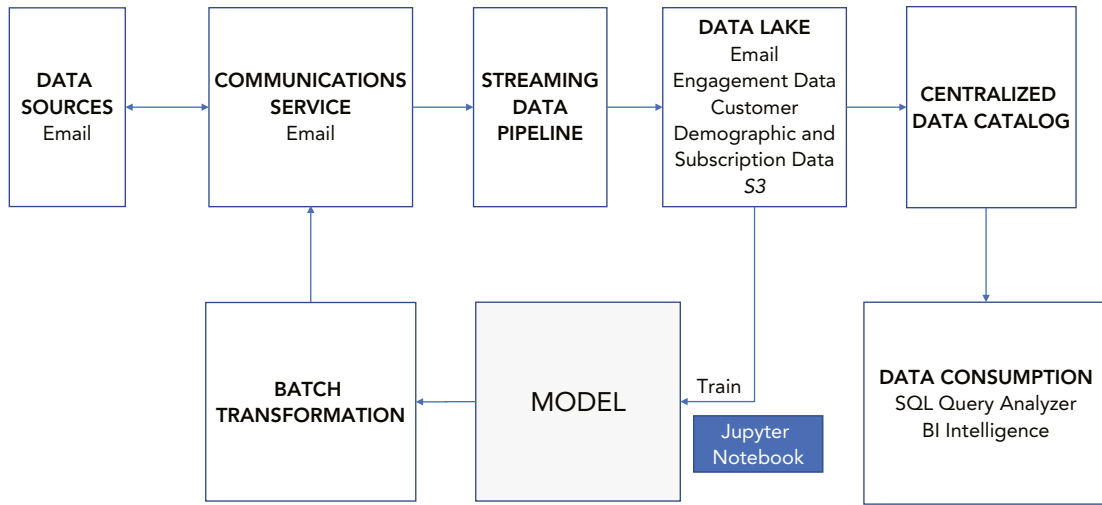 DATA
SOURCES
Email
COMMUNICATIONS
SERVICE
Email
STREAMING
DATA
PIPELINE
DATA LAKE
Email
Engagement Data
Customer
Demographic and
Subscription Data
S3
CENTRALIZED
DATA CATALOG
BATCH
TRANSFORMATION
MODEL
Train
Jupyter
Notebook
DATA CONSUMPTION
SQL Query Analyzer
BI Intelligence